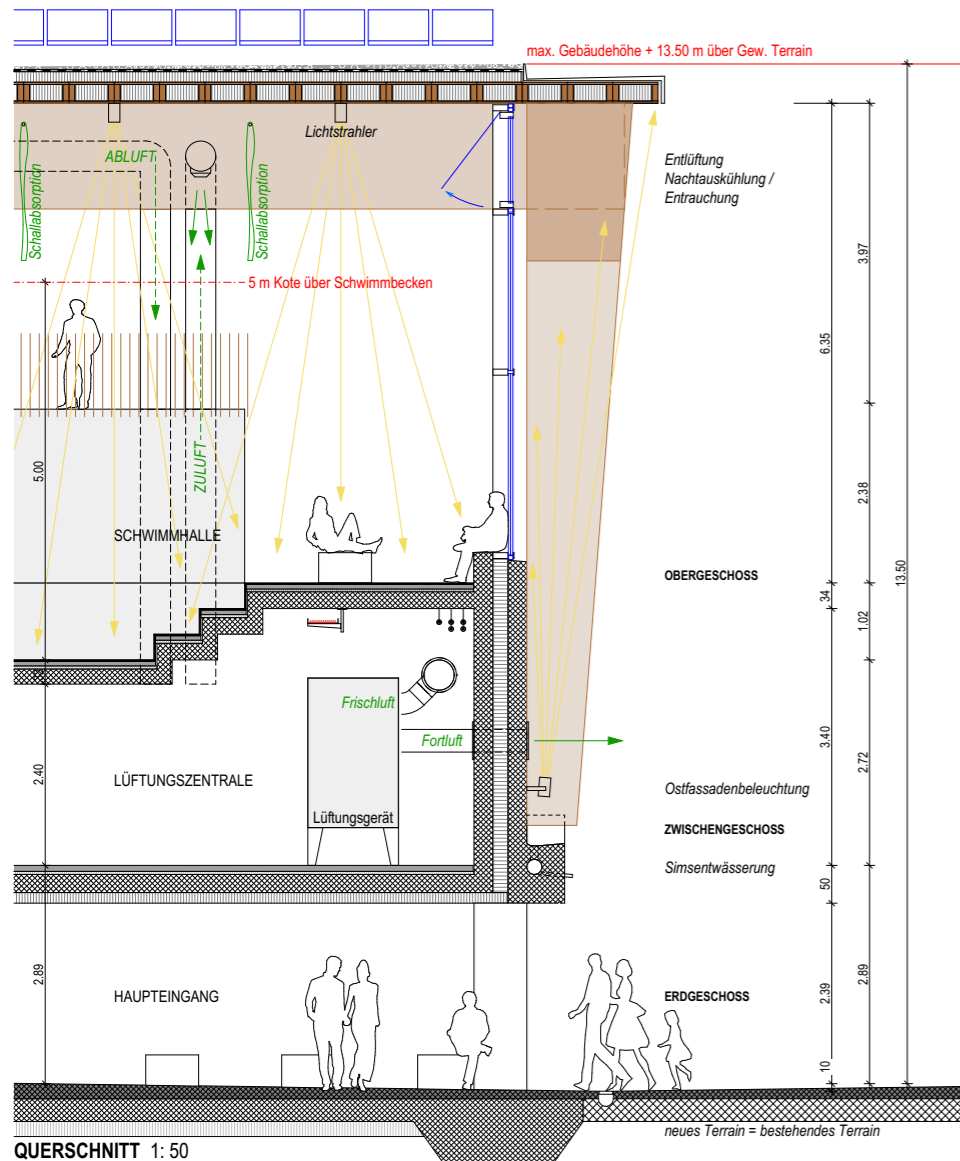 max. Gebäudehöhe + 13.50 m über Gew. Terrain
Lichtstrahler
ABLUFT
Schallabsorption
Schallabsorption
Entlüftung
Nachtauskühlung /
Entrauchung
3.97
5 m Kote über Schwimmbecken
6.35
5.00
ZULUFT
2.38
SCHWIMMHALLE
13.50
OBERGESCHOSS
34
1.02
Frischluft
Fortluft
3.40
2.72
2.40
LÜFTUNGSZENTRALE
Ostfassadenbeleuchtung
Lüftungsgerät
ZWISCHENGESCHOSS
Simsentwässerung
50
2.89
HAUPTEINGANG
ERDGESCHOSS
2.39
2.89
10
neues Terrain = bestehendes Terrain
QUERSCHNITT 1: 50